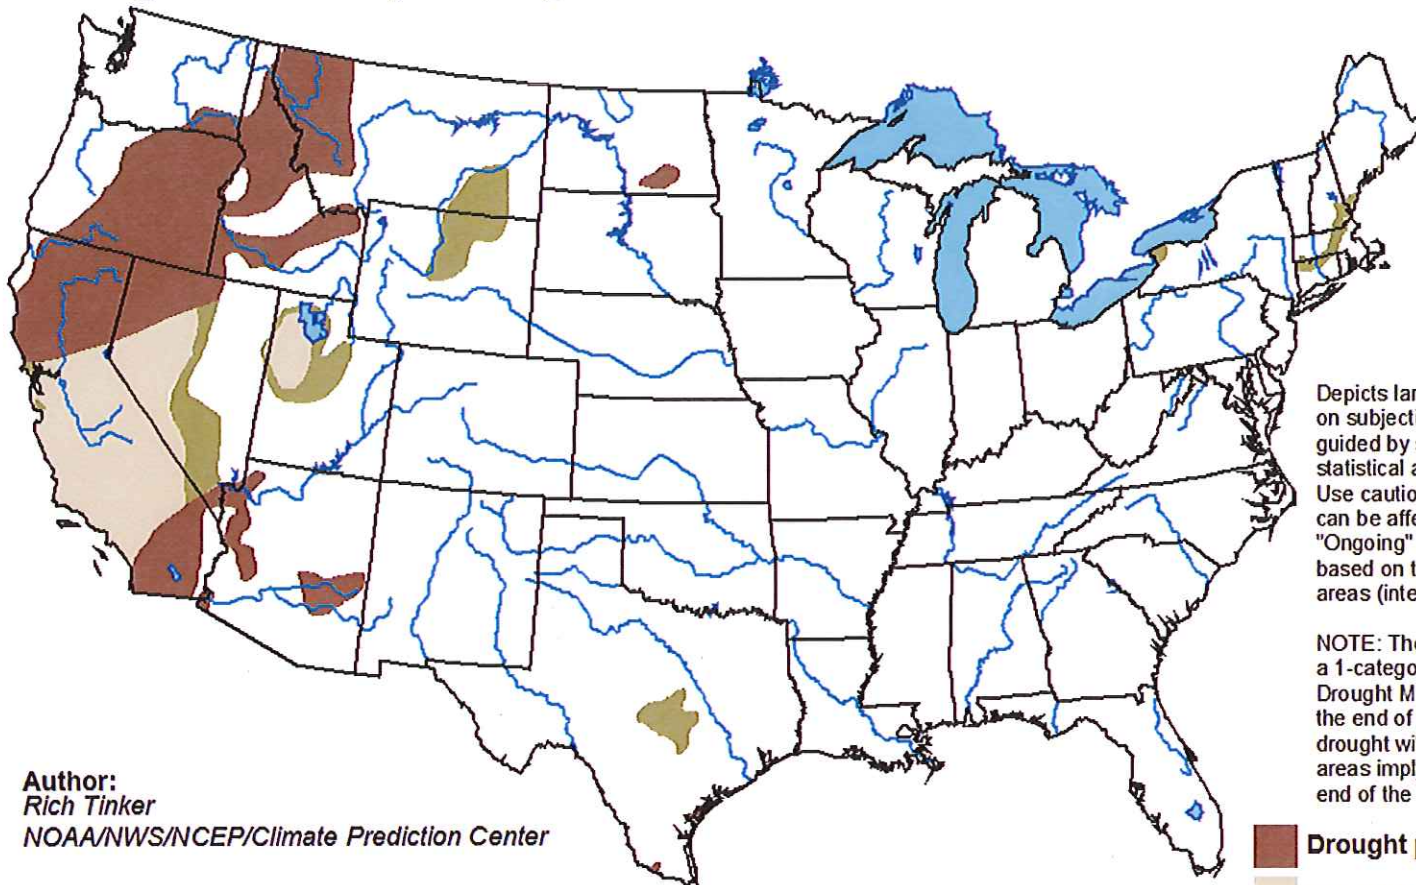 Depicts lar
on subjecti
guided by
statistical a
Use cautio
can be affe
"Ongoing"
based on t
areas (inte
NOTE: The
a 1-catego
Drought M
the end of
drought wi
areas impl
end of the
Author:
Rich Tinker
NOAA/NWS/NCEP/Climate Prediction Center
Drought p